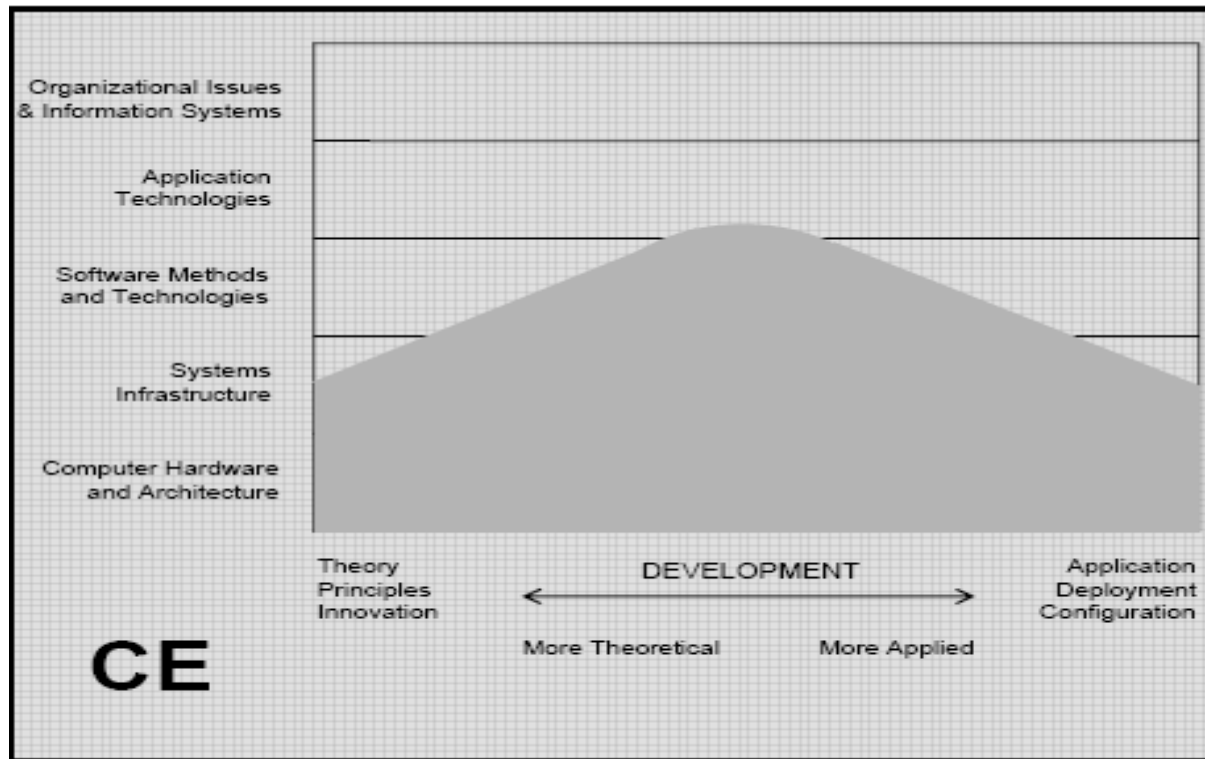 Organizational Issues
& Information Systems
Application
Technologies
Software Methods
and Technologies
Systems
Infrastructure
Computer Hardware
and Architecture
Theory
Principles
Innovation
DEVELOPMENT
More Theoretical
More Applied
Application
Deployment
Configuration
CE